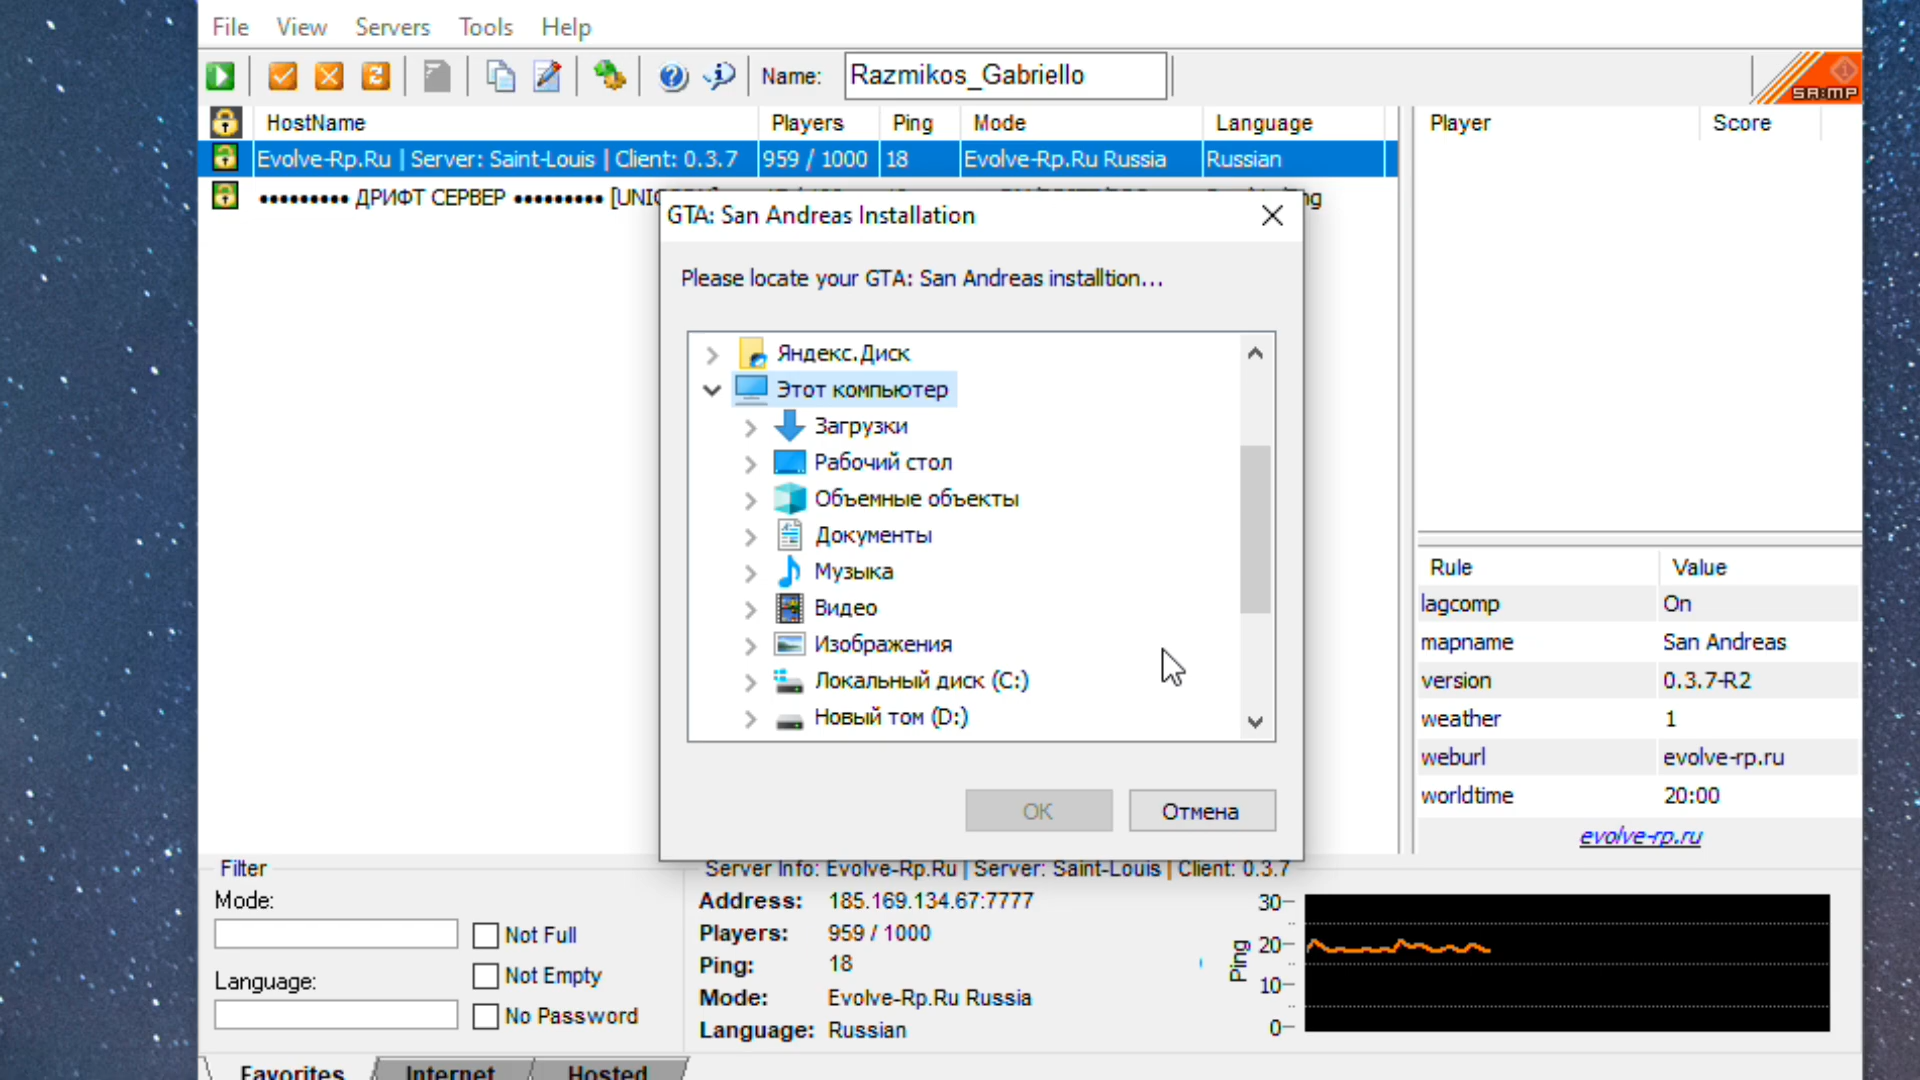 File View Servers Tools Help
Name: Razmikos_Gabriello
SA:MP
HostName Players Ping Mode Language
Player Score
Evolve-Rp.Ru | Server: Saint-Louis | Client: 0.3.7 959 / 1000 18 Evolve-Rp.Ru Russia Russian
••••••••• ДРИФТ СЕРВЕР •••••••••
GTA: San Andreas Installation
Please locate your GTA: San Andreas installtion...
Яндекс.Диск
Этот компьютер
Загрузки
Рабочий стол
Объемные объекты
Документы
Музыка
Видео
Изображения
Локальный диск (C:)
Новый том (D:)
OK Отмена
Rule Value
lagcomp On
mapname San Andreas
version 0.3.7-R2
weather 1
weburl evolve-rp.ru
worldtime 20:00
evolve-rp.ru
Filter
Mode:
Not Full
Not Empty
Language:
No Password
Server Info: Evolve-Rp.Ru | Server: Saint-Louis | Client: 0.3.7
Address: 185.169.134.67:7777
Players: 959 / 1000
Ping: 18
Mode: Evolve-Rp.Ru Russia
Language: Russian
Ping
30
20
10
0
Favorites Internet Hosted